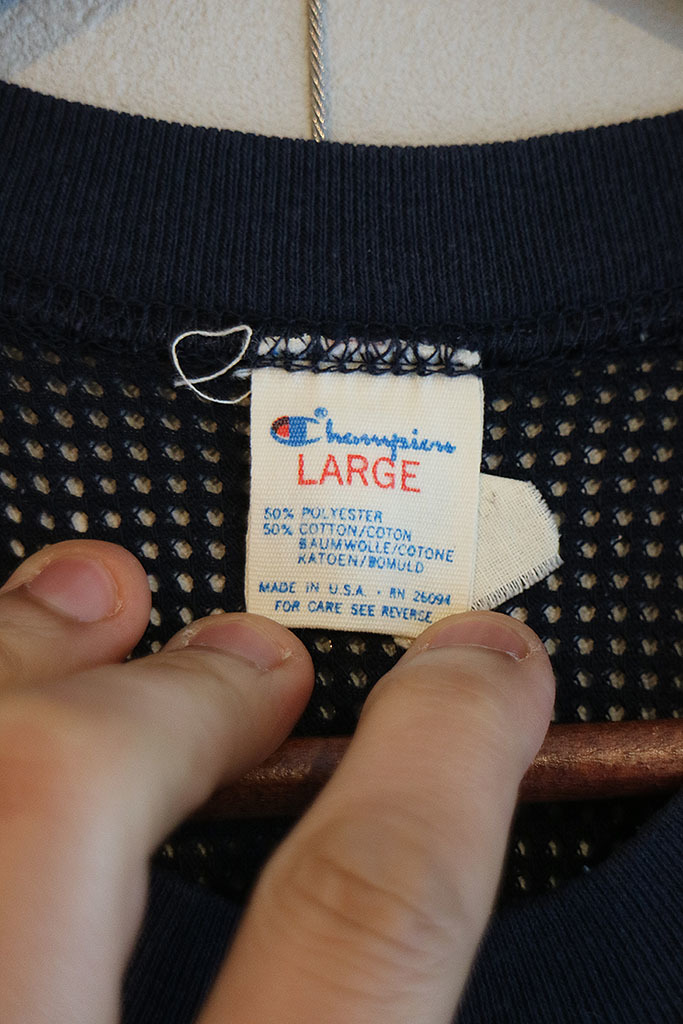 Champion®
LARGE
50% POLYESTER
50% COTTON/COTON
BAUMWOLLE/COTONE
KATOEN/BOMULD
MADE IN U.S.A. • RN 26094
FOR CARE SEE REVERSE